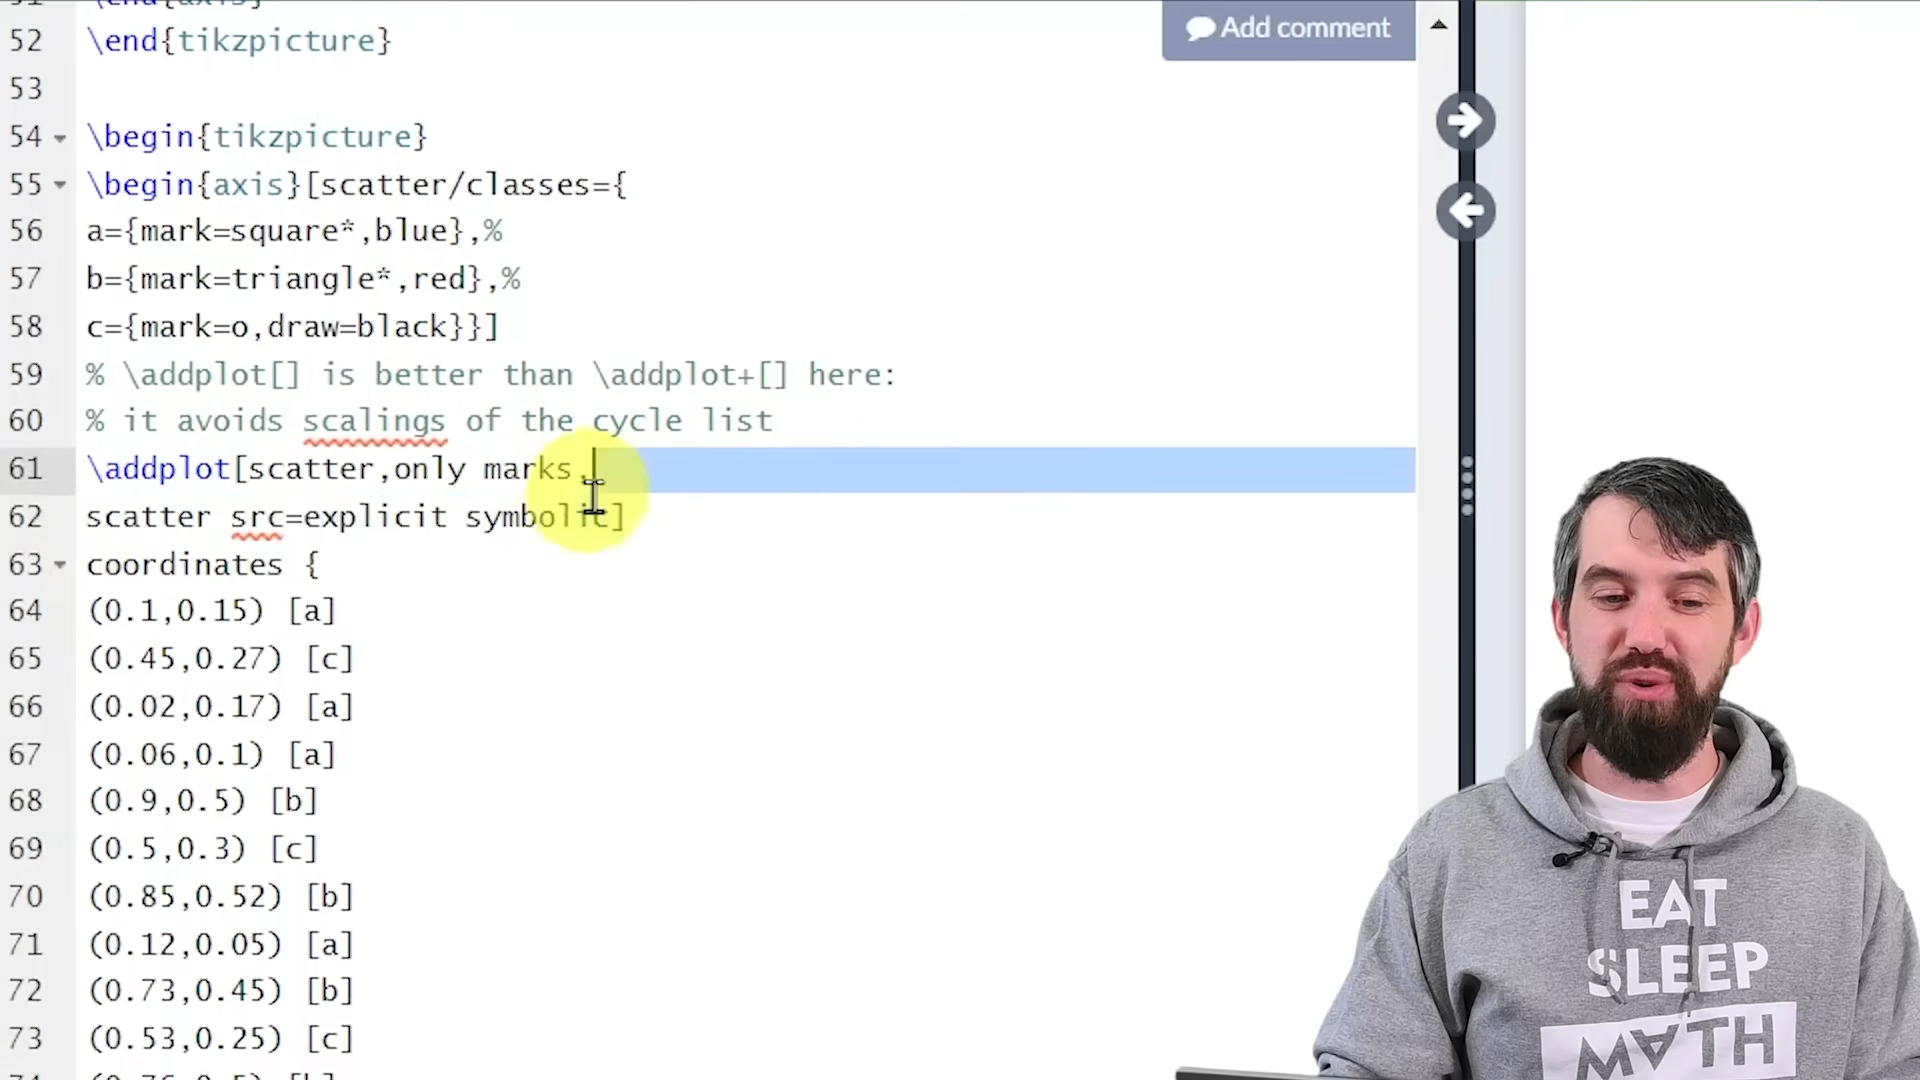 \end{axis}
52 \end{tikzpicture}
Add comment
53
54 \begin{tikzpicture}
55 \begin{axis}[scatter/classes={
56 a={mark=square*,blue},%
57 b={mark=triangle*,red},%
58 c={mark=o,draw=black}}]
59 % \addplot[] is better than \addplot+[] here:
60 % it avoids scalings of the cycle list
61 \addplot[scatter,only marks,
62 scatter src=explicit symbolic]
63 coordinates {
64 (0.1,0.15) [a]
65 (0.45,0.27) [c]
66 (0.02,0.17) [a]
67 (0.06,0.1) [a]
68 (0.9,0.5) [b]
69 (0.5,0.3) [c]
70 (0.85,0.52) [b]
71 (0.12,0.05) [a]
72 (0.73,0.45) [b]
73 (0.53,0.25) [c]
EAT
SLEEP
MATH